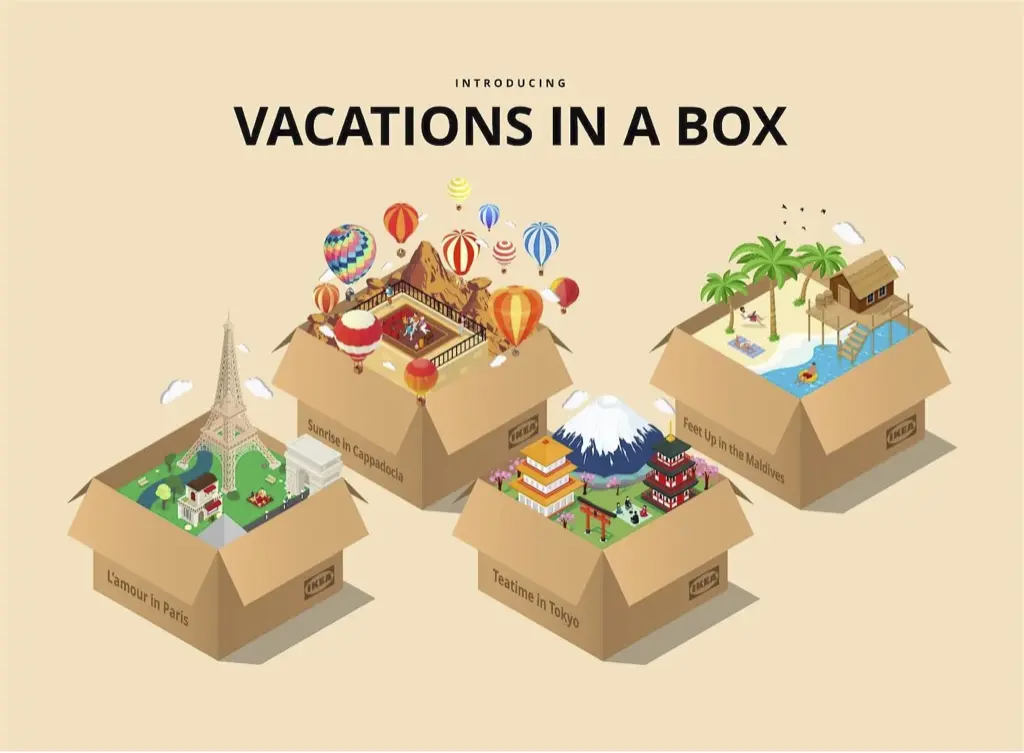 INTRODUCING
VACATIONS IN A BOX
Sunrise in Cappadocia
IKEA
Feet Up in the Maldives
IKEA
L'amour in Paris
IKEA
Teatime in Tokyo
IKEA